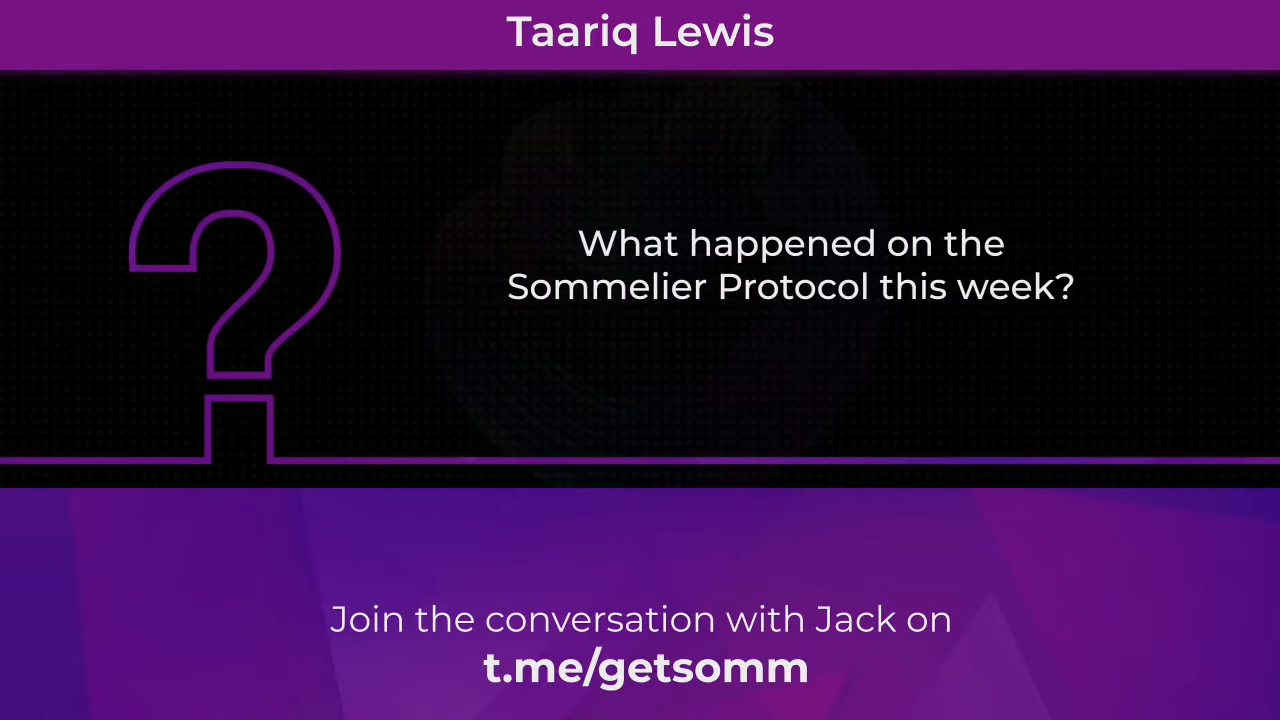 Taariq Lewis
What happened on the
Sommelier Protocol this week?
Join the conversation with Jack on
t.me/getsomm